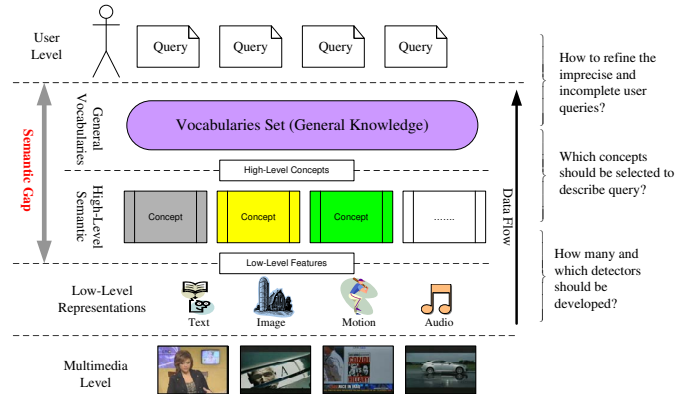 User
Level
Query
Query
Query
Query
How to refine the
imprecise and
incomplete user
queries?
Semantic Gap
General
Vocabularies
Vocabularies Set (General Knowledge)
High-Level Concepts
Which concepts
should be selected to
describe query?
High-Level
Semantic
Concept
Concept
Concept
.......
Data Flow
Low-Level Features
How many and
which detectors
should be
developed?
Low-Level
Representations
Text
Image
Motion
Audio
Multimedia
Level